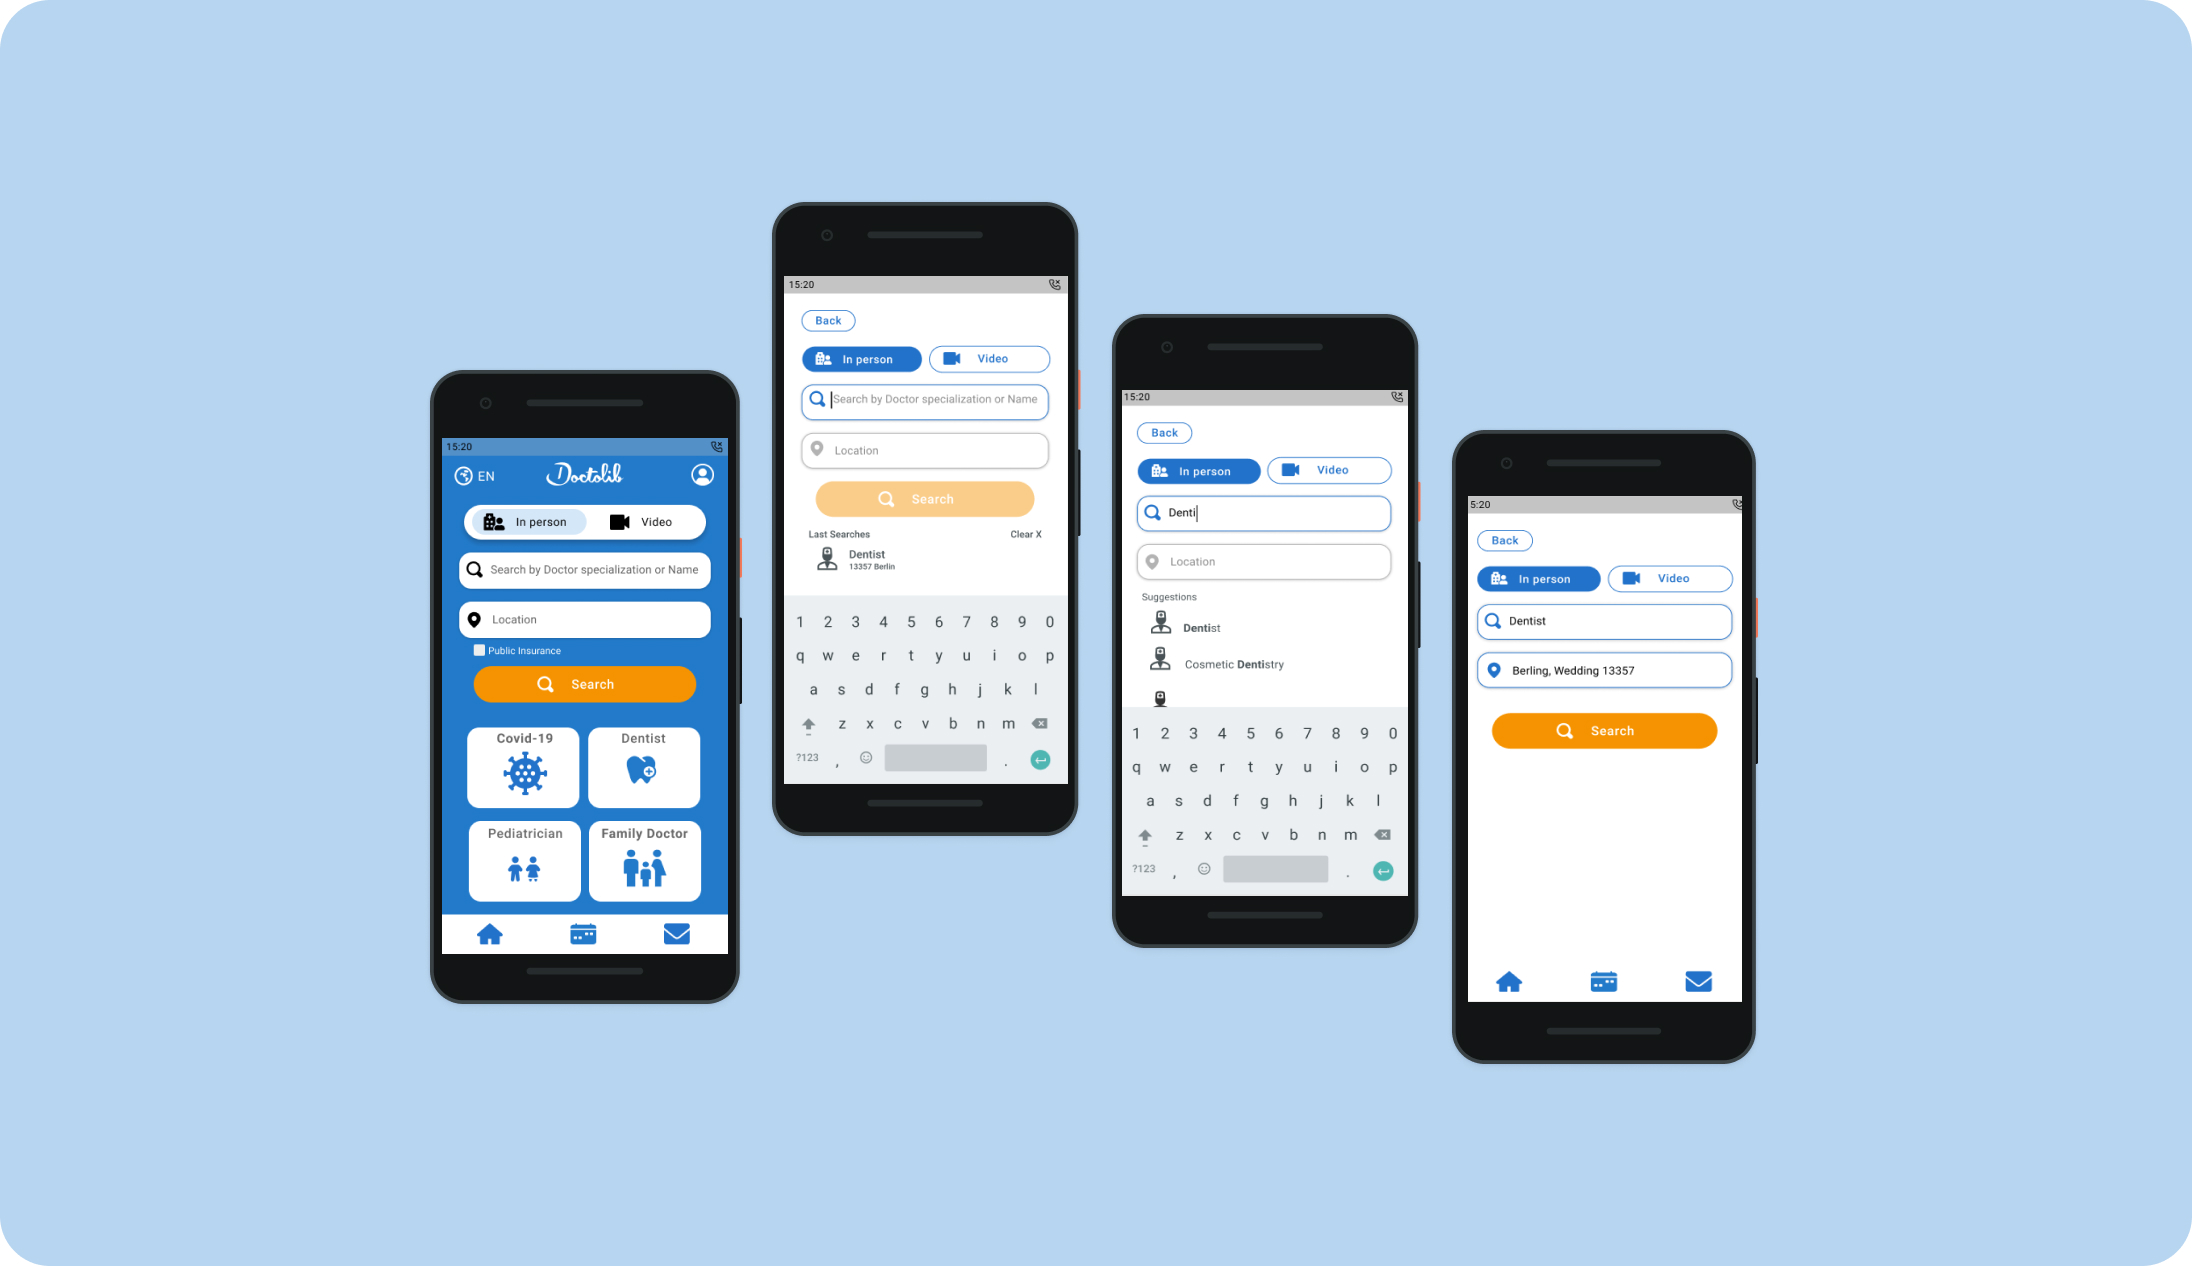 15:20
EN
Doctolib
In person
Video
Search by Doctor specialization or Name
Location
Public Insurance
Search
Covid-19
Dentist
Pediatrician
Family Doctor
15:20
Back
In person
Video
Search by Doctor specialization or Name
Location
Search
Last Searches
Clear X
Dentist
13357 Berlin
1 2 3 4 5 6 7 8 9 0
q w e r t y u i o p
a s d f g h j k l
z x c v b n m
?123 , .
15:20
Back
In person
Video
Denti
Location
Suggestions
Dentist
Cosmetic Dentistry
1 2 3 4 5 6 7 8 9 0
q w e r t y u i o p
a s d f g h j k l
z x c v b n m
?123 , .
5:20
Back
In person
Video
Dentist
Berling, Wedding 13357
Search